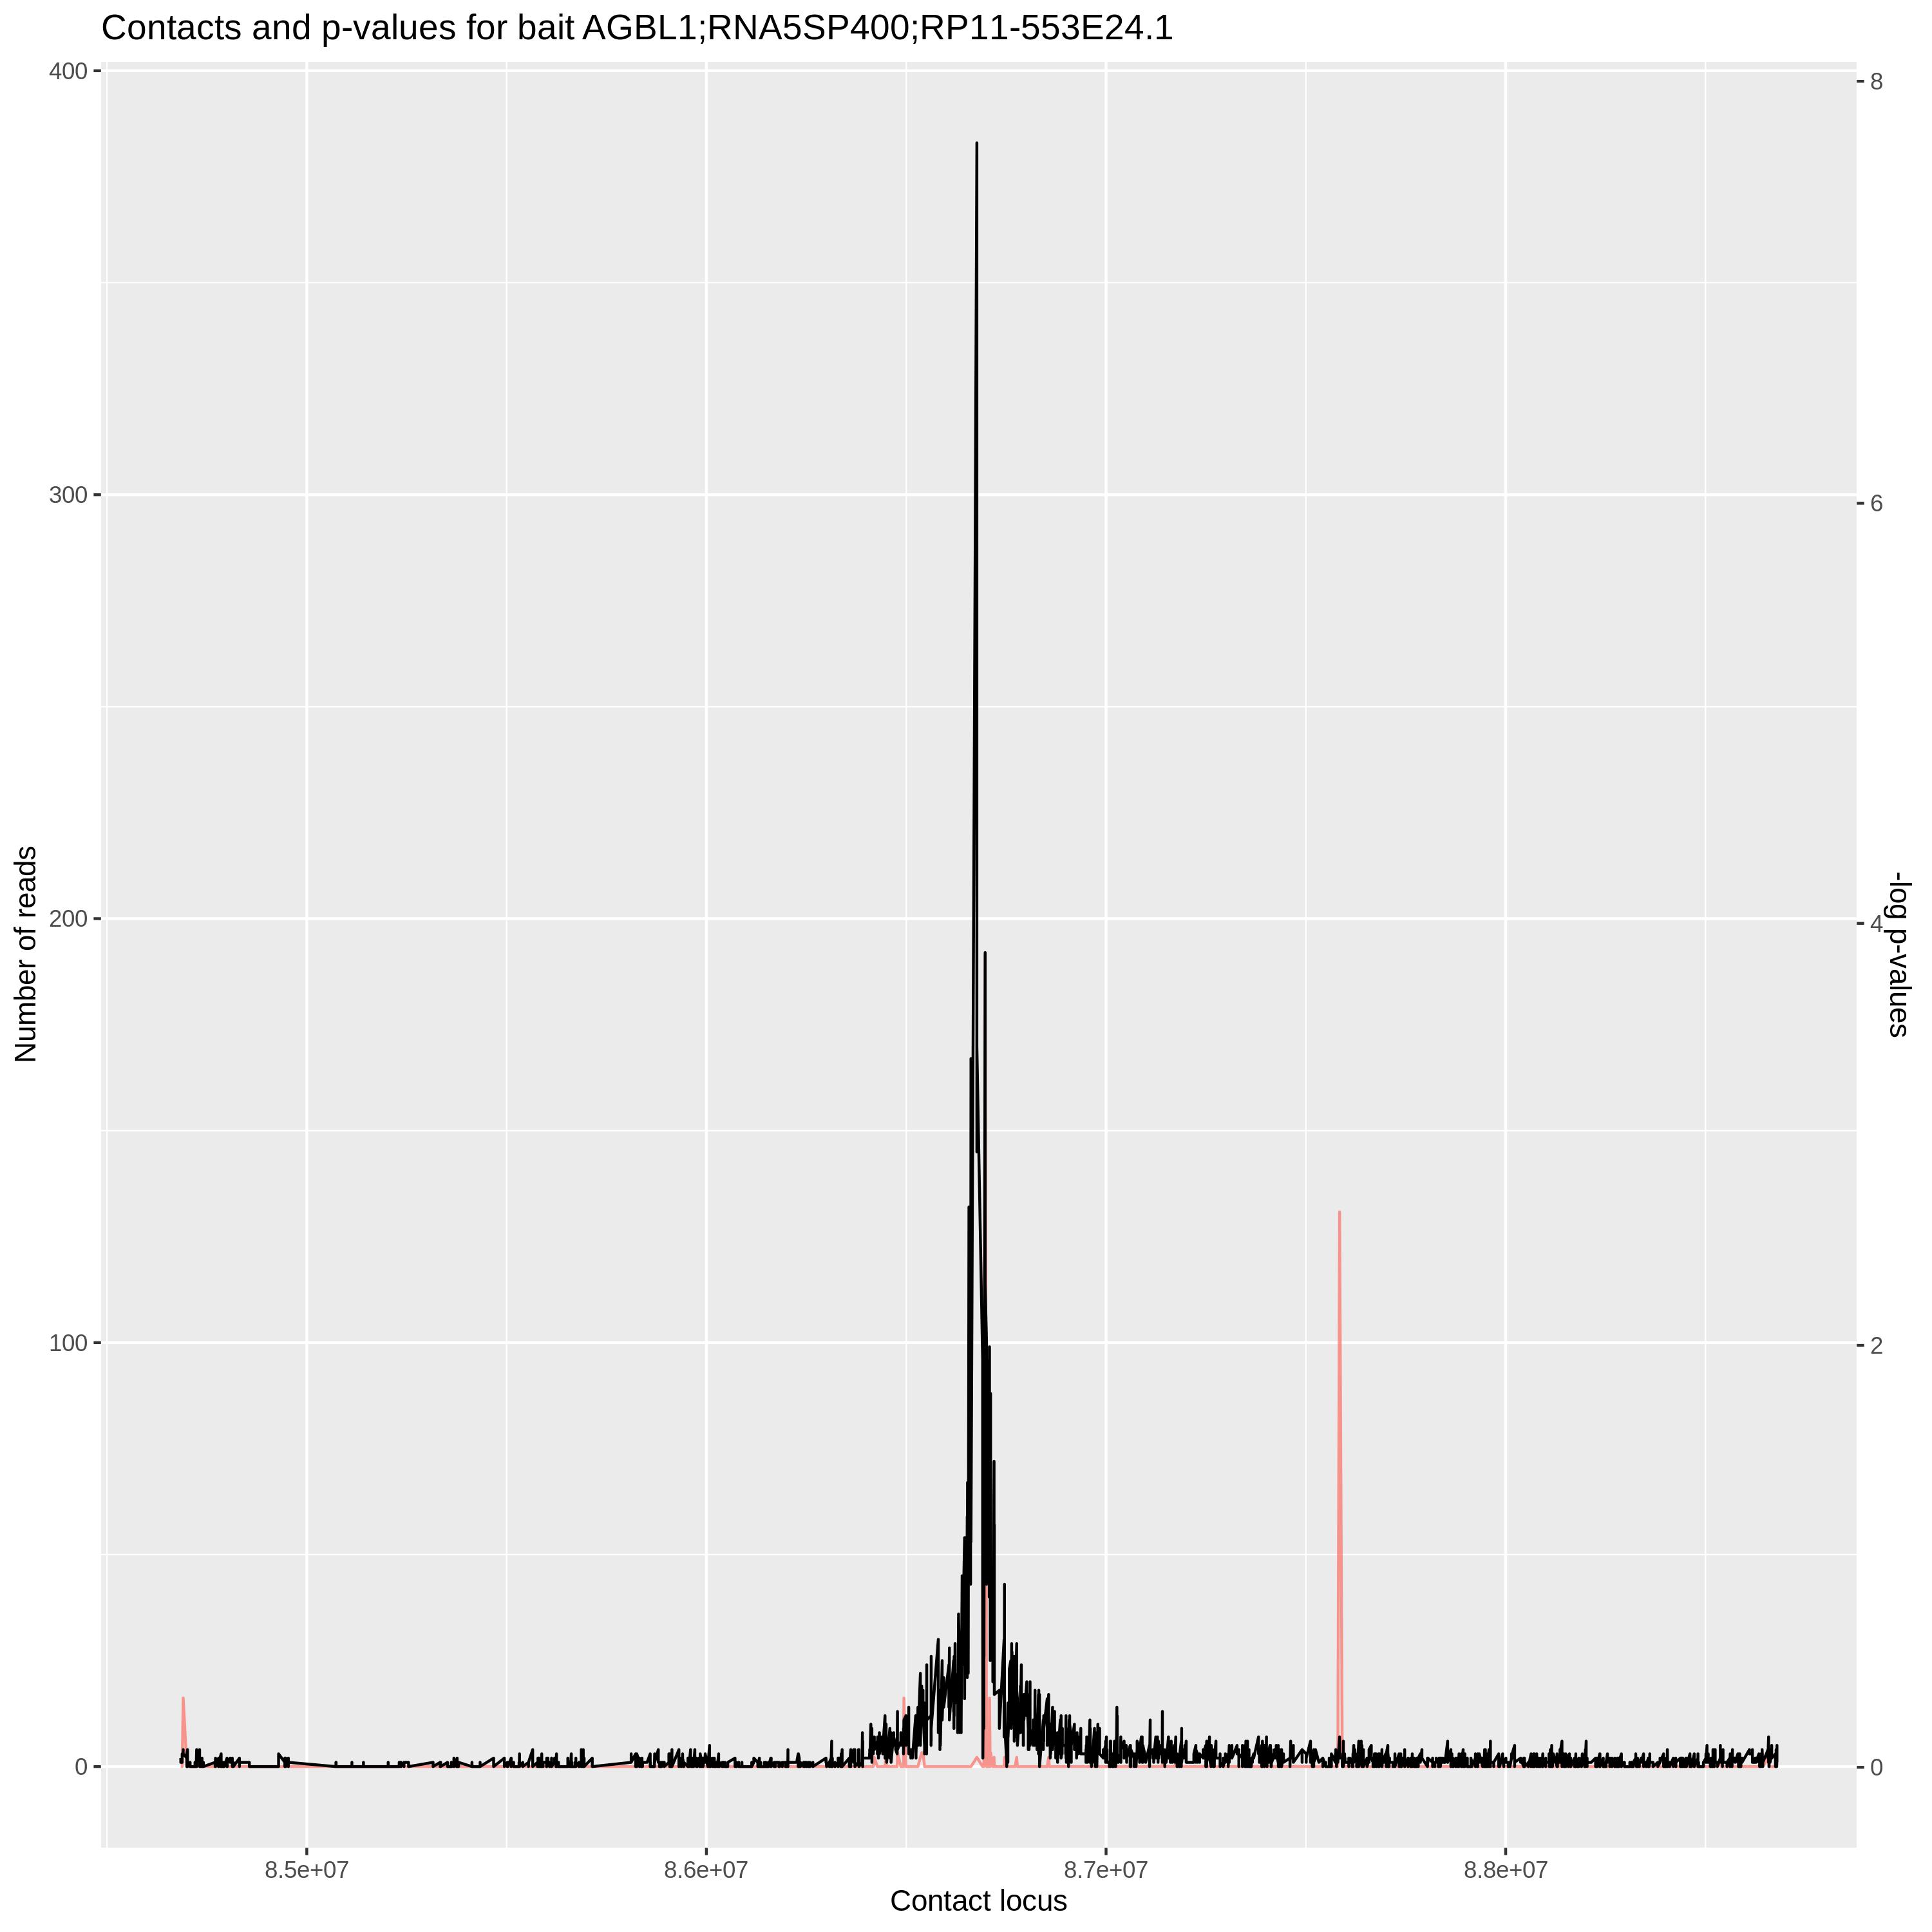 Contacts and p-values for bait AGBL1;RNA5SP400;RP11-553E24.1
400
300
200
100
0
Number of reads
8
6
4
2
0
-log p-values
8.5e+07
8.6e+07
8.7e+07
8.8e+07
Contact locus